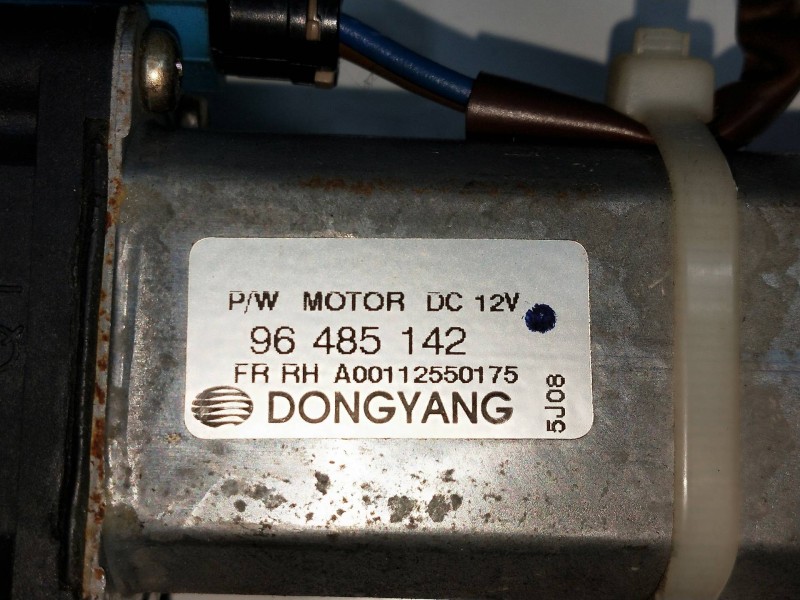 P/W MOTOR DC 12V
96 485 142
FR RH A00112550175
DONGYANG
5J08